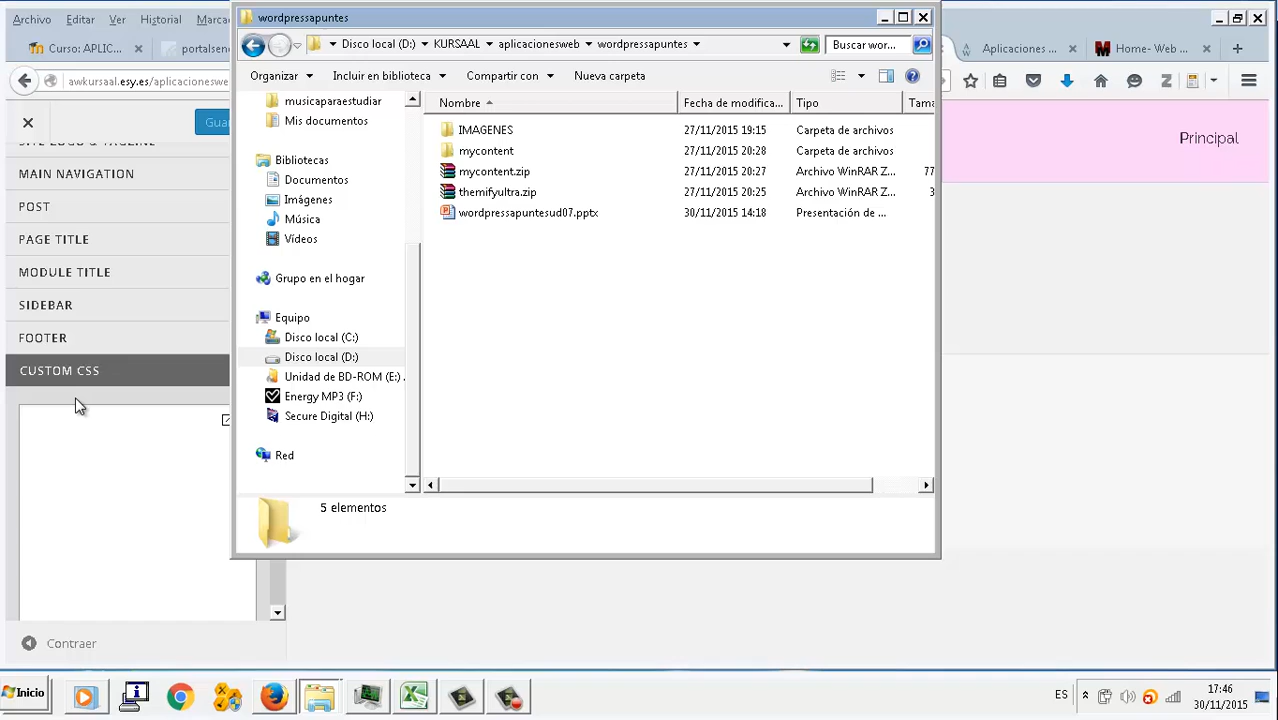 wordpressapuntes
Archivo Editar Ver Historial Marca
Disco local (D:) KURSAAL aplicacionesweb wordpressapuntes
Buscar wor...
Curso: APLIC...
portalsen
Aplicaciones
Home- Web ...
Organizar Incluir en biblioteca Compartir con Nueva carpeta
awkursaal.esy.es/aplicacioneswe
Nombre Fecha de modifica... Tipo Tama
musicaparaestudiar
Mis documentos
Bibliotecas
Documentos
Imágenes
Música
Vídeos
Grupo en el hogar
Equipo
Disco local (C:)
Disco local (D:)
Unidad de BD-ROM (E:) .
Energy MP3 (F:)
Secure Digital (H:)
Red
IMAGENES 27/11/2015 19:15 Carpeta de archivos
mycontent 27/11/2015 20:28 Carpeta de archivos
mycontent.zip 27/11/2015 20:27 Archivo WinRAR Z... 77
themifyultra.zip 27/11/2015 20:25 Archivo WinRAR Z... 3
wordpressapuntesud07.pptx 30/11/2015 14:18 Presentación de ...
5 elementos
Gua
Principal
SITE LOGO & TAGLINE
MAIN NAVIGATION
POST
PAGE TITLE
MODULE TITLE
SIDEBAR
FOOTER
CUSTOM CSS
Contraer
Inicio
ES
17:46
30/11/2015